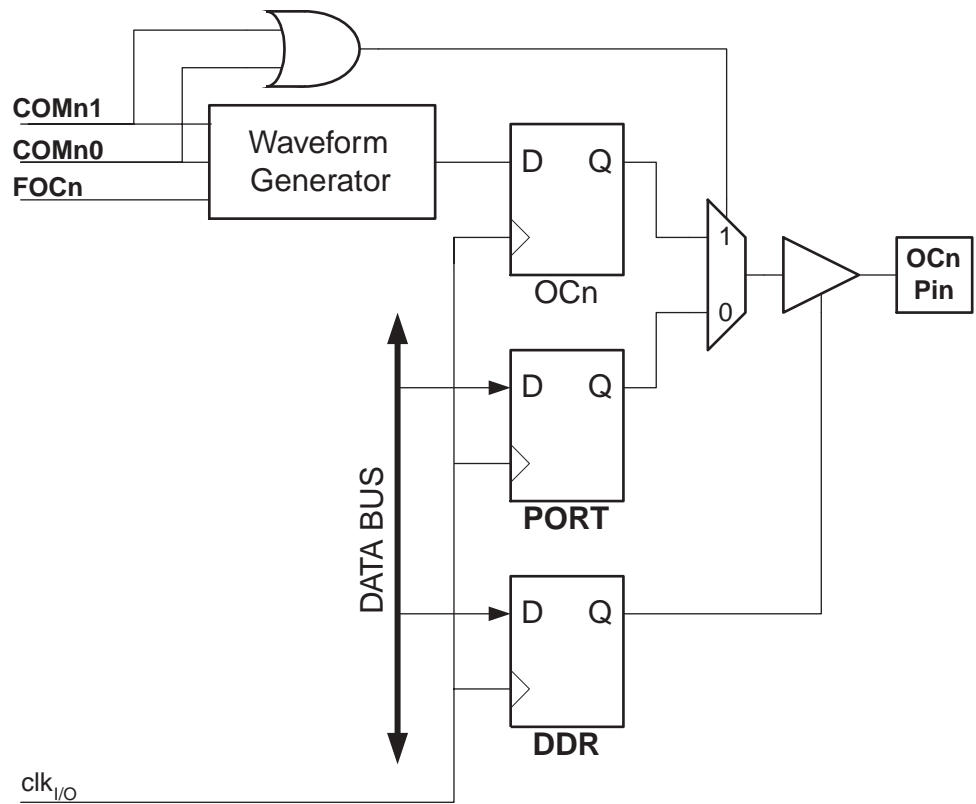 COMn1
COMn0
FOCn
Waveform
Generator
D Q
OCn
1
0
OCn
Pin
D Q
PORT
DATA BUS
D Q
DDR
clkI/O